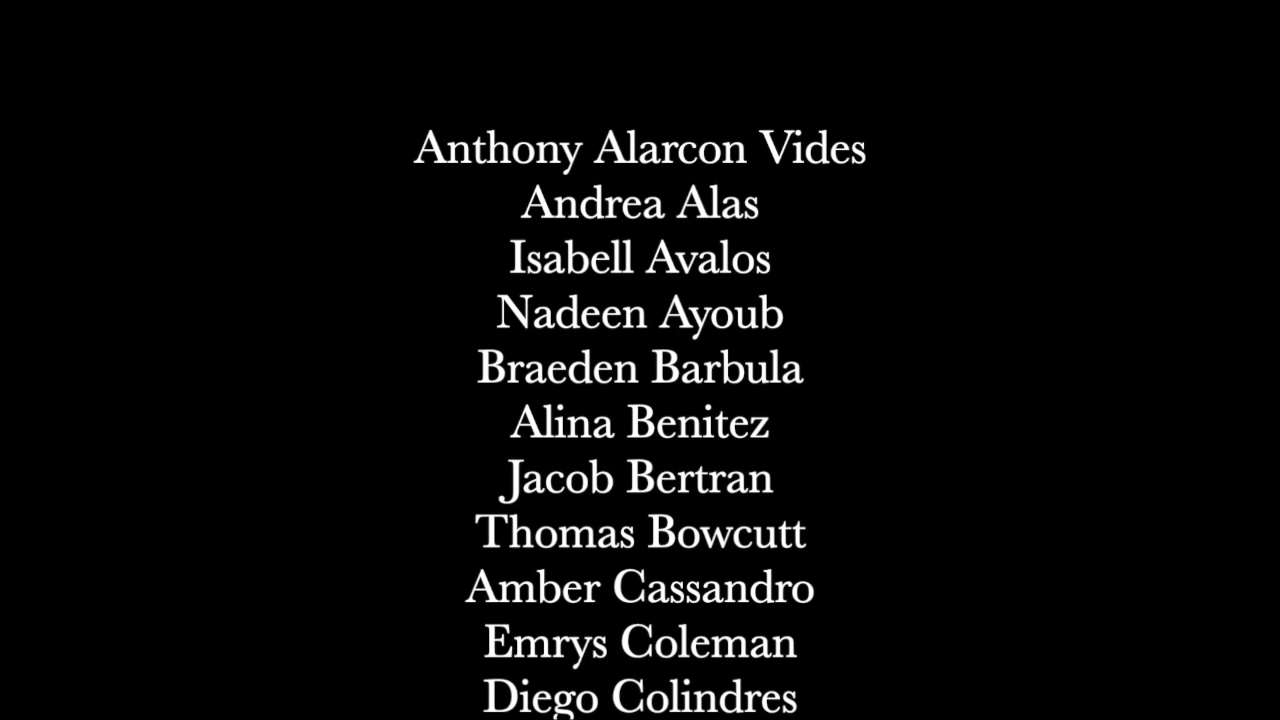 Anthony Alarcon Vides
Andrea Alas
Isabell Avalos
Nadeen Ayoub
Braeden Barbula
Alina Benitez
Jacob Bertran
Thomas Bowcutt
Amber Cassandro
Emrys Coleman
Diego Colindres